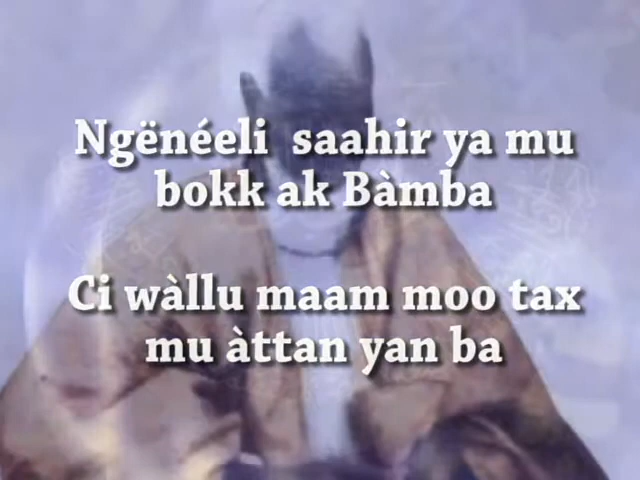 Ngënéeli saahir ya mu
bokk ak Bàmba
Ci wàllu maam moo tax
mu àttan yan ba